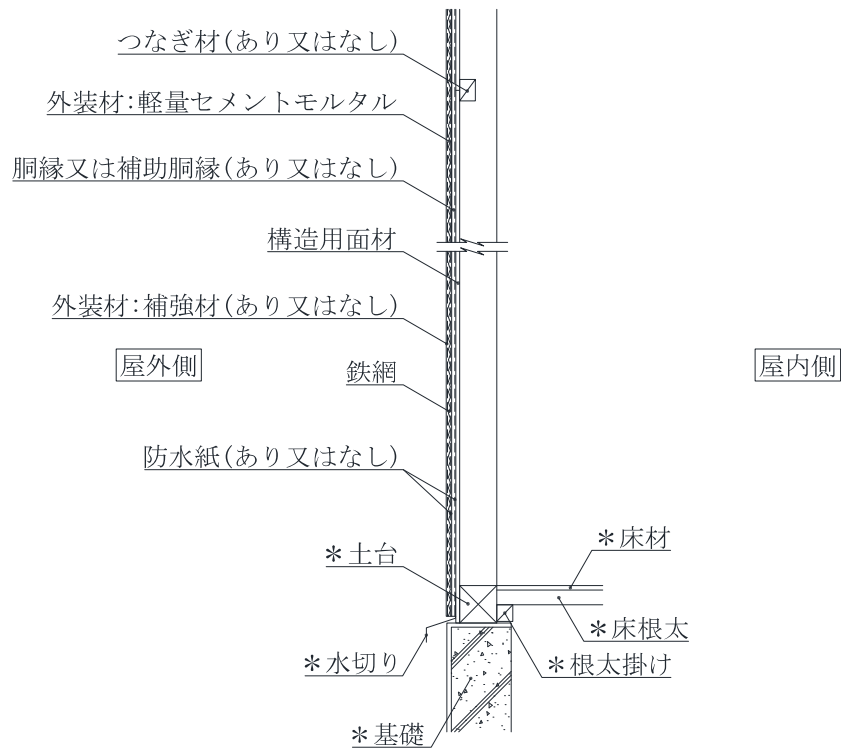 つなぎ材(あり又はなし)
外装材:軽量セメントモルタル
胴縁又は補助胴縁(あり又はなし)
構造用面材
外装材:補強材(あり又はなし)
屋外側
屋内側
鉄網
防水紙(あり又はなし)
＊床材
＊土台
＊床根太
＊水切り
＊根太掛け
＊基礎